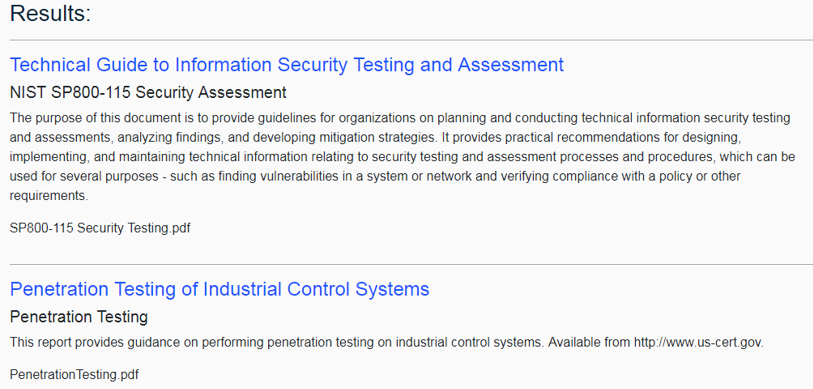 Results:
Technical Guide to Information Security Testing and Assessment
NIST SP800-115 Security Assessment
The purpose of this document is to provide guidelines for organizations on planning and conducting technical information security testing
and assessments, analyzing findings, and developing mitigation strategies. It provides practical recommendations for designing,
implementing, and maintaining technical information relating to security testing and assessment processes and procedures, which can be
used for several purposes - such as finding vulnerabilities in a system or network and verifying compliance with a policy or other
requirements.
SP800-115 Security Testing.pdf
Penetration Testing of Industrial Control Systems
Penetration Testing
This report provides guidance on performing penetration testing on industrial control systems. Available from http://www.us-cert.gov.
PenetrationTesting.pdf